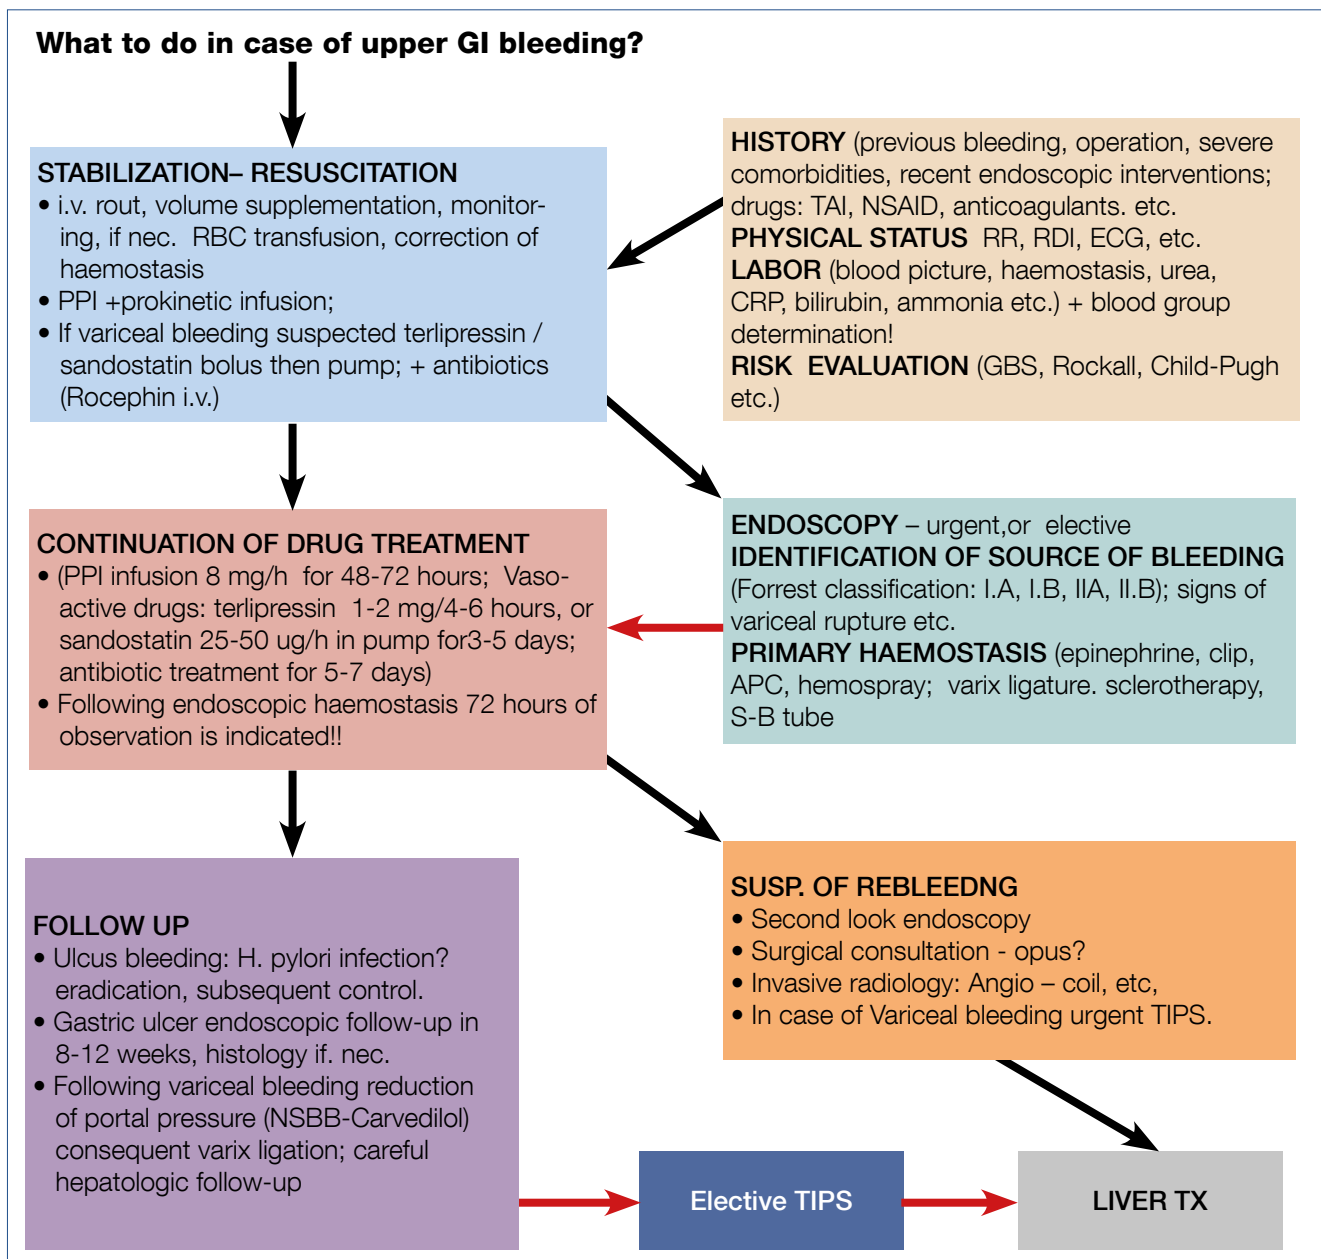 What to do in case of upper GI bleeding?
STABILIZATION– RESUSCITATION
• i.v. rout, volume supplementation, monitor-
ing, if nec. RBC transfusion, correction of
haemostasis
• PPI +prokinetic infusion;
• If variceal bleeding suspected terlipressin /
sandostatin bolus then pump; + antibiotics
(Rocephin i.v.)
HISTORY (previous bleeding, operation, severe
comorbidities, recent endoscopic interventions;
drugs: TAI, NSAID, anticoagulants. etc.
PHYSICAL STATUS RR, RDI, ECG, etc.
LABOR (blood picture, haemostasis, urea,
CRP, bilirubin, ammonia etc.) + blood group
determination!
RISK EVALUATION (GBS, Rockall, Child-Pugh
etc.)
CONTINUATION OF DRUG TREATMENT
• (PPI infusion 8 mg/h for 48-72 hours; Vaso-
active drugs: terlipressin 1-2 mg/4-6 hours, or
sandostatin 25-50 ug/h in pump for3-5 days;
antibiotic treatment for 5-7 days)
• Following endoscopic haemostasis 72 hours of
observation is indicated!!
ENDOSCOPY – urgent,or elective
IDENTIFICATION OF SOURCE OF BLEEDING
(Forrest classification: I.A, I.B, IIA, II.B); signs of
variceal rupture etc.
PRIMARY HAEMOSTASIS (epinephrine, clip,
APC, hemospray; varix ligature. sclerotherapy,
S-B tube
FOLLOW UP
• Ulcus bleeding: H. pylori infection?
eradication, subsequent control.
• Gastric ulcer endoscopic follow-up in
8-12 weeks, histology if. nec.
• Following variceal bleeding reduction
of portal pressure (NSBB-Carvedilol)
consequent varix ligation; careful
hepatologic follow-up
SUSP. OF REBLEEDNG
• Second look endoscopy
• Surgical consultation - opus?
• Invasive radiology: Angio – coil, etc,
• In case of Variceal bleeding urgent TIPS.
Elective TIPS
LIVER TX